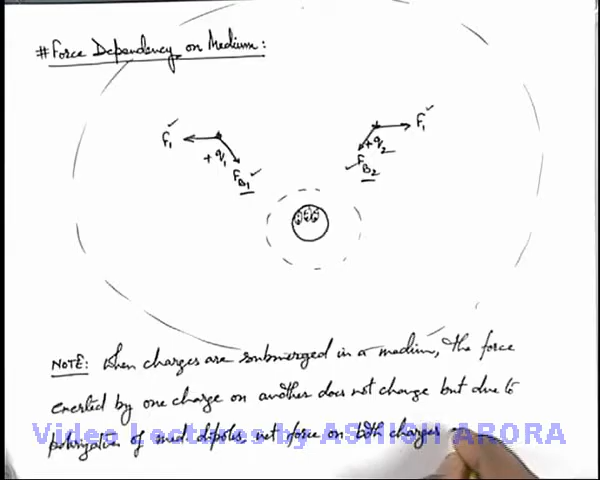 # Force Dependency on Medium:
F₁ F₁
+q₁ +q₂
F_B₁ F_B₂
NOTE: When charges are submerged in a medium, the force
exerted by one charge on another does not change but due to
polarization of med. dipoles net force on both charges
Video Lectures by ASHISH ARORA